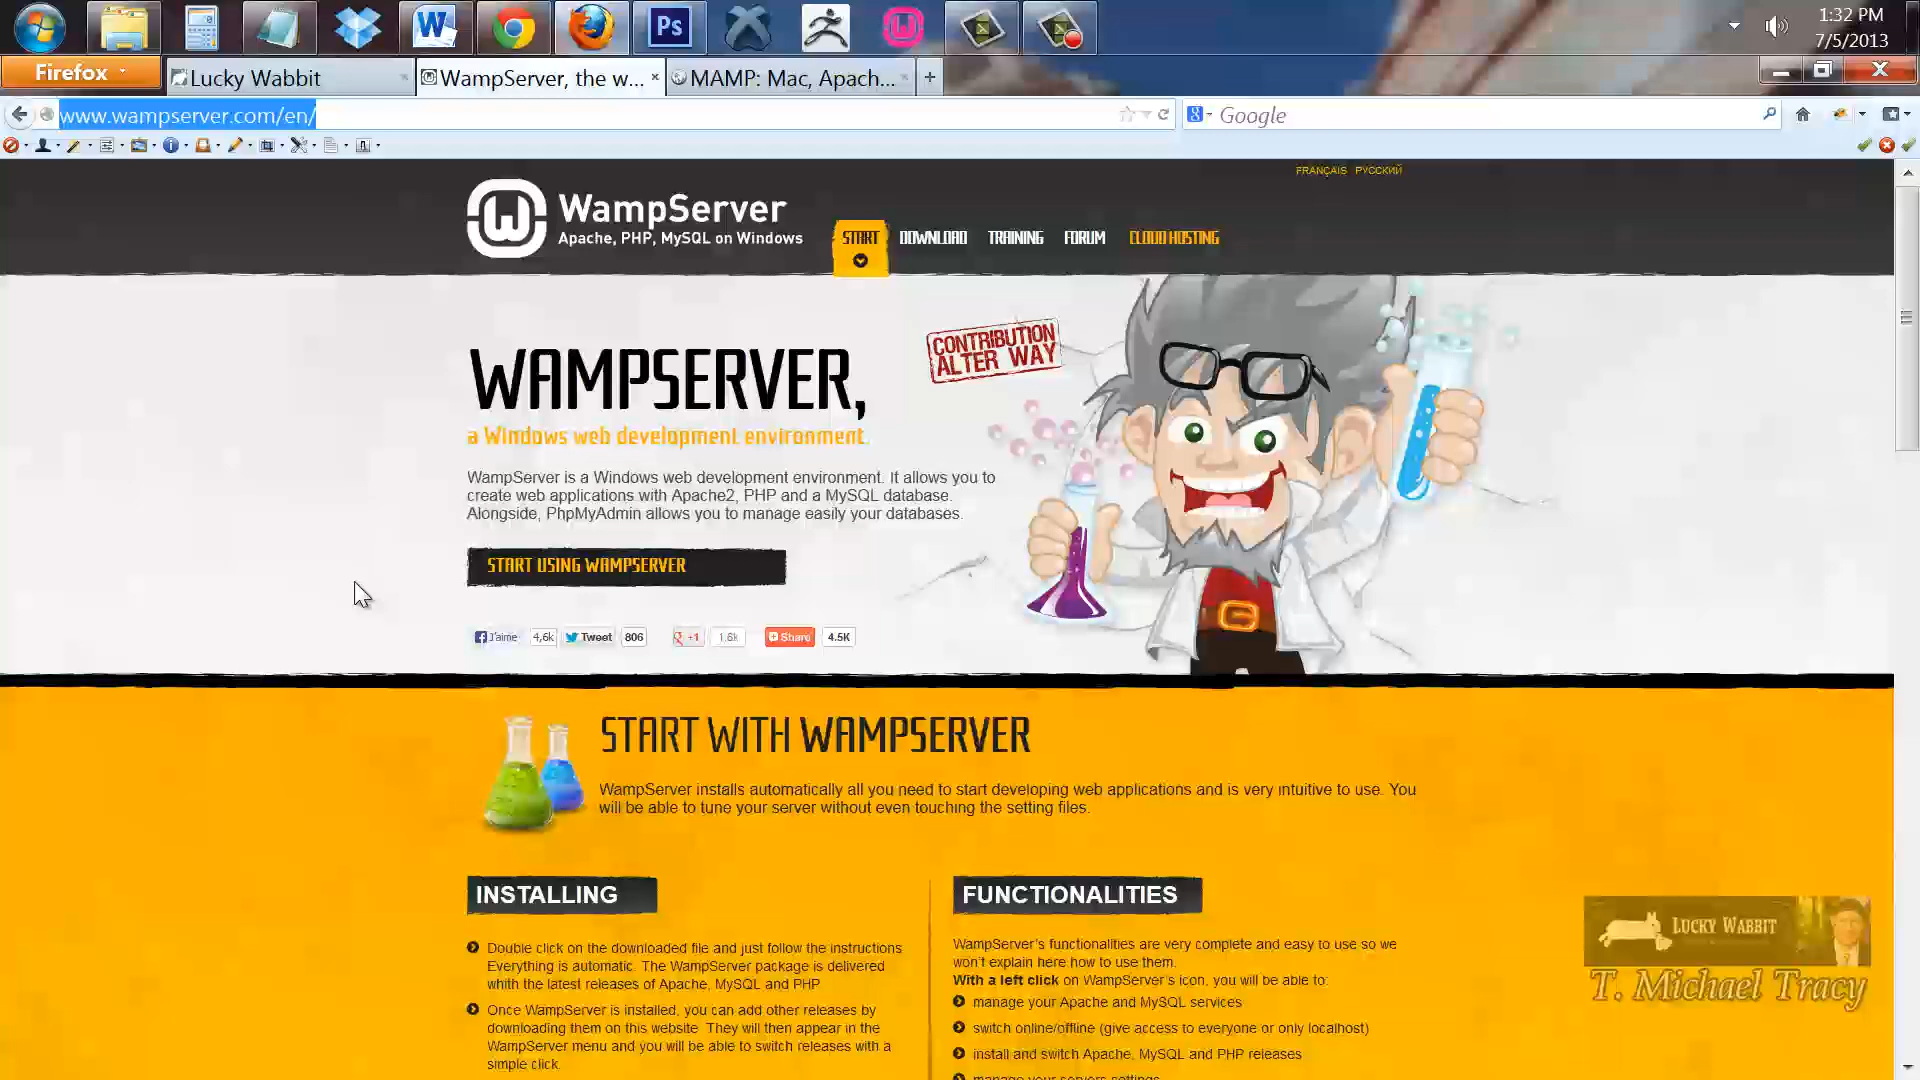 1:32 PM
7/5/2013
Firefox
Lucky Wabbit
WampServer, the w...
MAMP: Mac, Apach...
www.wampserver.com/en/
Google
FRANÇAIS РУССКИЙ
WampServer
Apache, PHP, MySQL on Windows
START
DOWNLOAD
TRAINING
FORUM
CLOUD HOSTING
CONTRIBUTION
ALTER WAY
WAMPSERVER,
a Windows web development environment.
WampServer is a Windows web development environment. It allows you to
create web applications with Apache2, PHP and a MySQL database.
Alongside, PhpMyAdmin allows you to manage easily your databases.
START USING WAMPSERVER
J'aime 4,6k Tweet 806 +1 1,6k Share 4.5K
START WITH WAMPSERVER
WampServer installs automatically all you need to start developing web applications and is very intuitive to use. You
will be able to tune your server without even touching the setting files.
INSTALLING
Double click on the downloaded file and just follow the instructions
Everything is automatic. The WampServer package is delivered
whith the latest releases of Apache, MySQL and PHP
Once WampServer is installed, you can add other releases by
downloading them on this website. They will then appear in the
WampServer menu and you will be able to switch releases with a
simple click.
FUNCTIONALITIES
WampServer's functionalities are very complete and easy to use so we
won't explain here how to use them.
With a left click on WampServer's icon, you will be able to:
manage your Apache and MySQL services
switch online/offline (give access to everyone or only localhost)
install and switch Apache, MySQL and PHP releases
manage your servers settings
LUCKY WABBIT
T. Michael Tracy